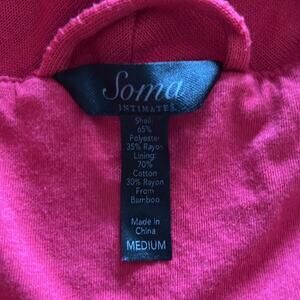 Soma
INTIMATES
Shell:
65%
Polyester
35% Rayon
Lining:
70%
Cotton
30% Rayon
From
Bamboo
Made in
China
MEDIUM